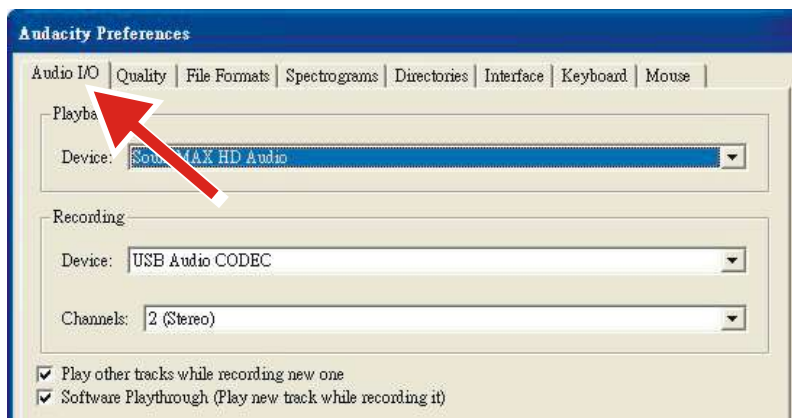 Audacity Preferences
Audio I/O Quality File Formats Spectrograms Directories Interface Keyboard Mouse
Device: MAX HD Audio
Recording
Device: USB Audio CODEC
Channels: 2 (Stereo)
Play other tracks while recording new one
Software Playthrough (Play new track while recording it)